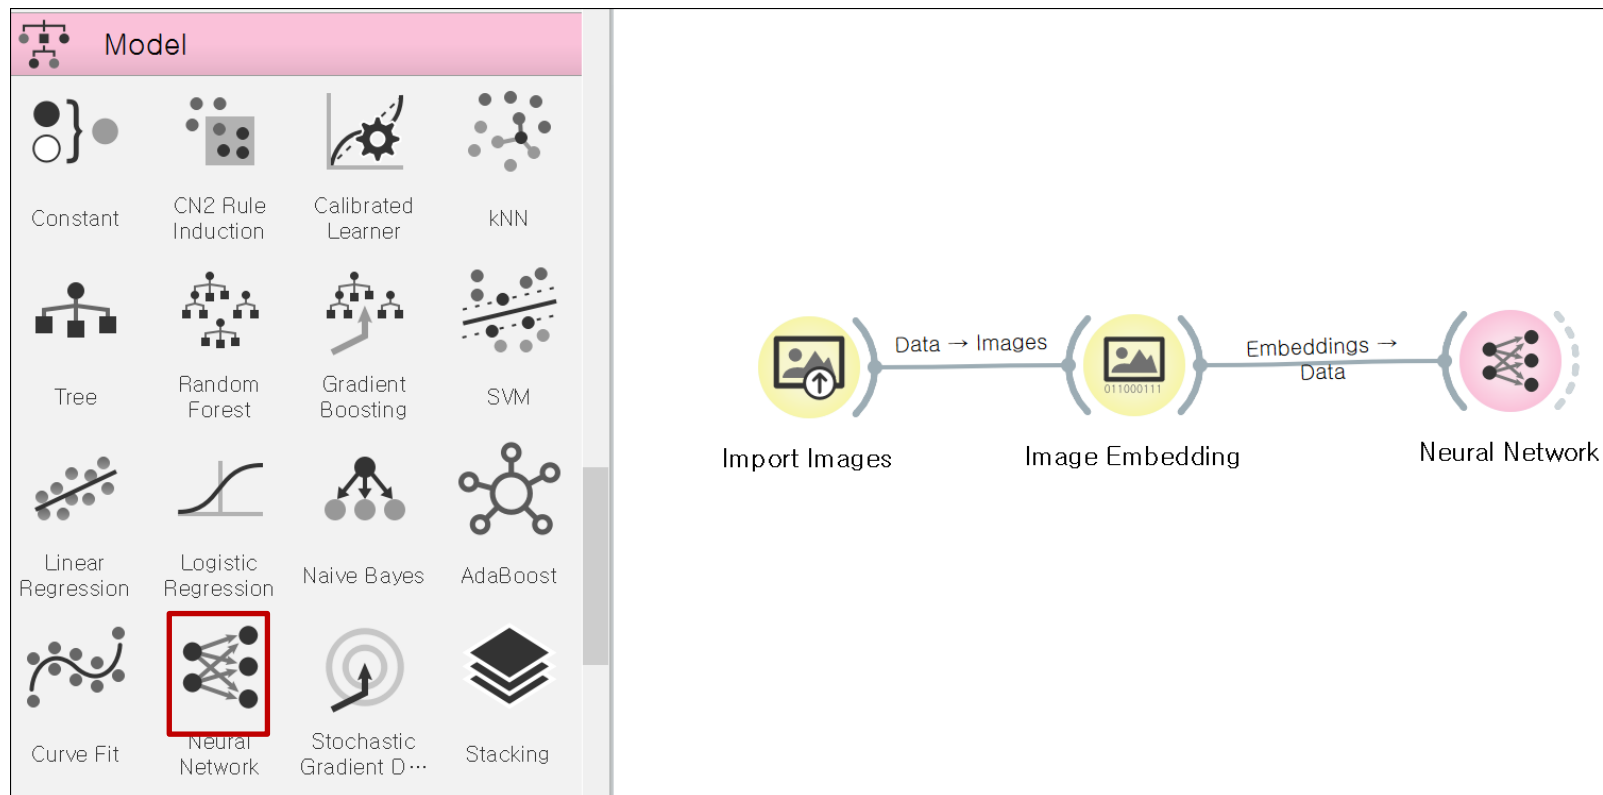 Model
Constant
CN2 Rule
Induction
Calibrated
Learner
kNN
Tree
Random
Forest
Gradient
Boosting
SVM
Linear
Regression
Logistic
Regression
Naive Bayes
AdaBoost
Curve Fit
Neural
Network
Stochastic
Gradient D···
Stacking
Data → Images
Embeddings →
Data
011000111
Import Images
Image Embedding
Neural Network